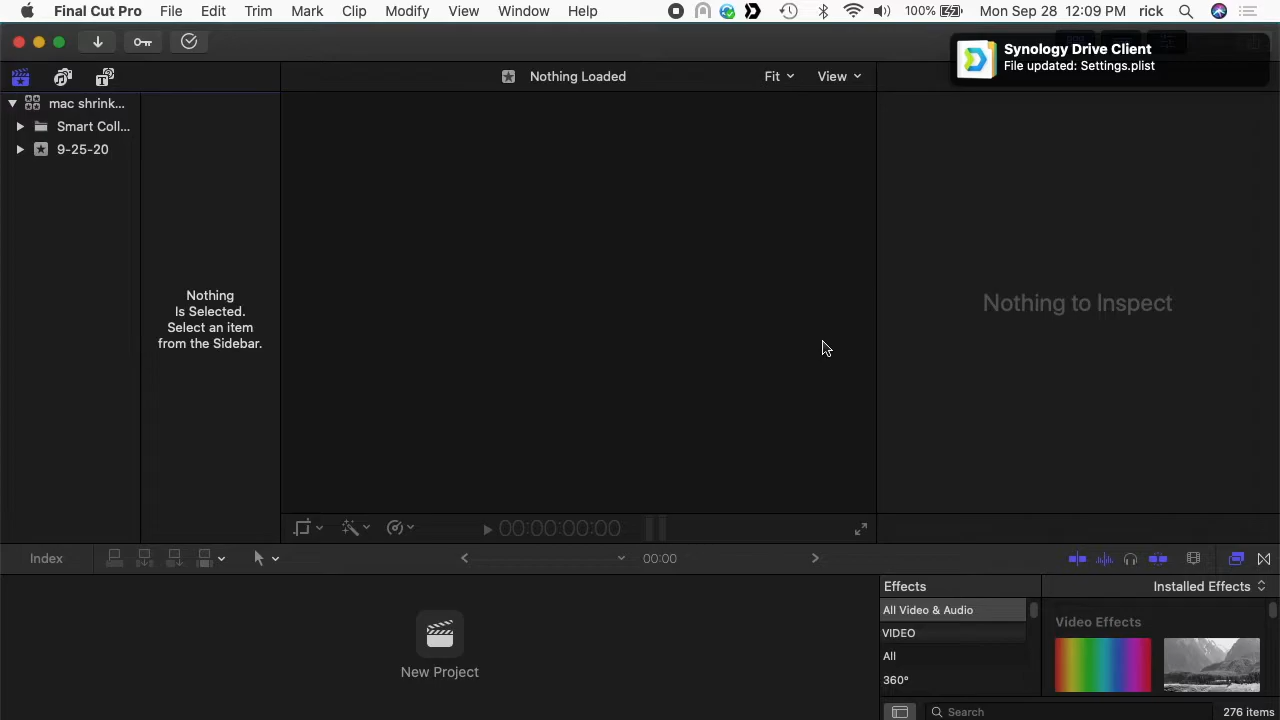 Final Cut Pro File Edit Trim Mark Clip Modify View Window Help 100% Mon Sep 28 12:09 PM rick
Synology Drive Client
File updated: Settings.plist
Nothing Loaded Fit View
mac shrink...
Smart Coll...
9-25-20
Nothing
Is Selected.
Select an item
from the Sidebar.
Nothing to Inspect
00:00:00:00
Index 00:00
Effects Installed Effects
All Video & Audio
VIDEO
All
360°
Video Effects
New Project
Search 276 items